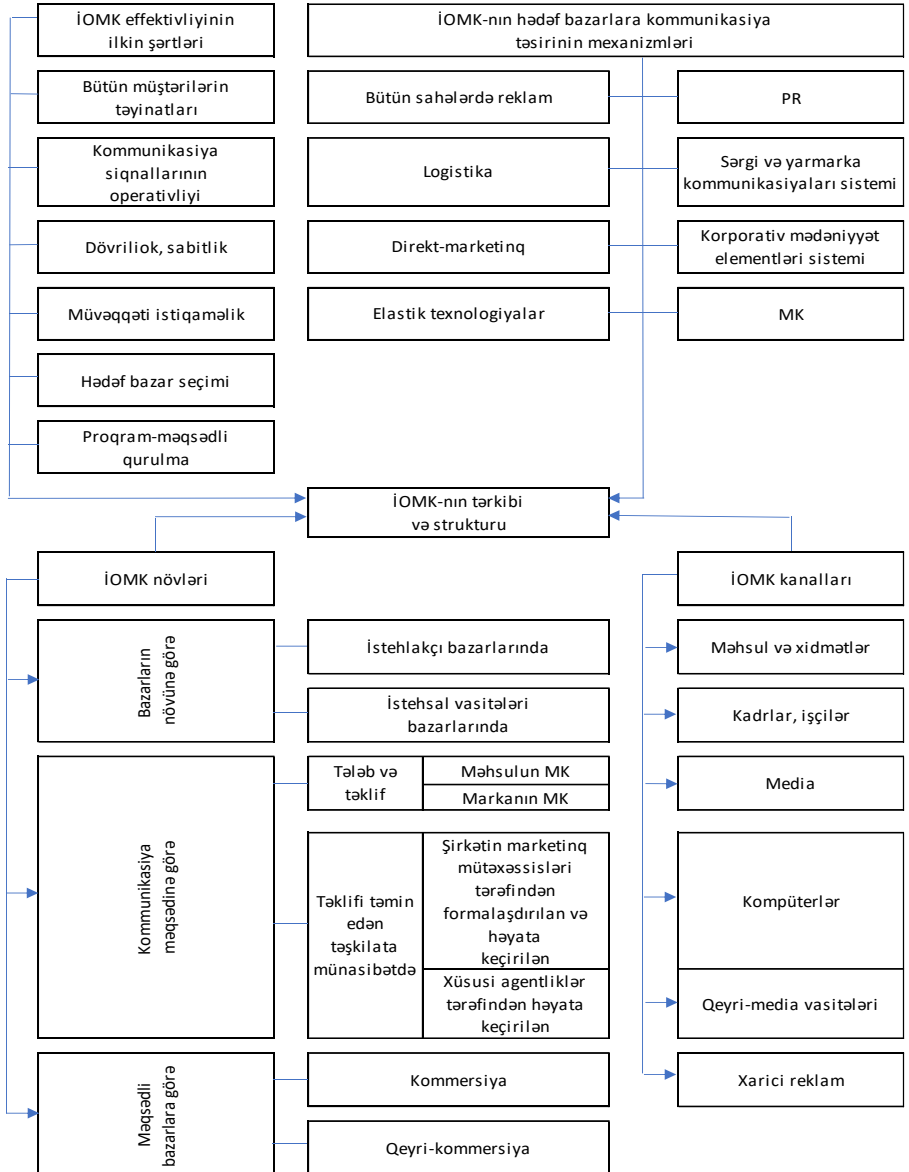 İOMK effektivliyinin
ilkin şərtləri
Bütün müştərilərin
təyinatları
Kommunikasiya
siqnallarının
operativliyi
Dövriliok, sabitlik
Müvəqqəti istiqaməlik
Hədəf bazar seçimi
Proqram-məqsədli
qurulma
İOMK-nın hədəf bazarlara kommunikasiya
təsirinin mexanizmləri
Bütün sahələrdə reklam
PR
Logistika
Sərgi və yarmarka
kommunikasiyaları sistemi
Direkt-marketinq
Korporativ mədəniyyət
elementləri sistemi
Elastik texnologiyalar
MK
İOMK-nın tərkibi
və strukturu
İOMK növləri
Bazarların
növünə görə
İstehlakçı bazarlarında
İstehsal vasitələri
bazarlarında
Kommunikasiya
məqsədinə görə
Tələb və
təklif
Məhsulun MK
Markanın MK
Təklifi təmin
edən
təşkilata
münasibətdə
Şirkətin marketinq
mütəxəssisləri
tərəfindən
formalaşdırılan və
həyata
keçirilən
Xüsusi agentliklər
tərəfindən həyata
keçirilən
Məqsədli
bazarlara görə
Kommersiya
Qeyri-kommersiya
İOMK kanalları
Məhsul və xidmətlər
Kadrlar, işçilər
Media
Kompüterlər
Qeyri-media vasitələri
Xarici reklam